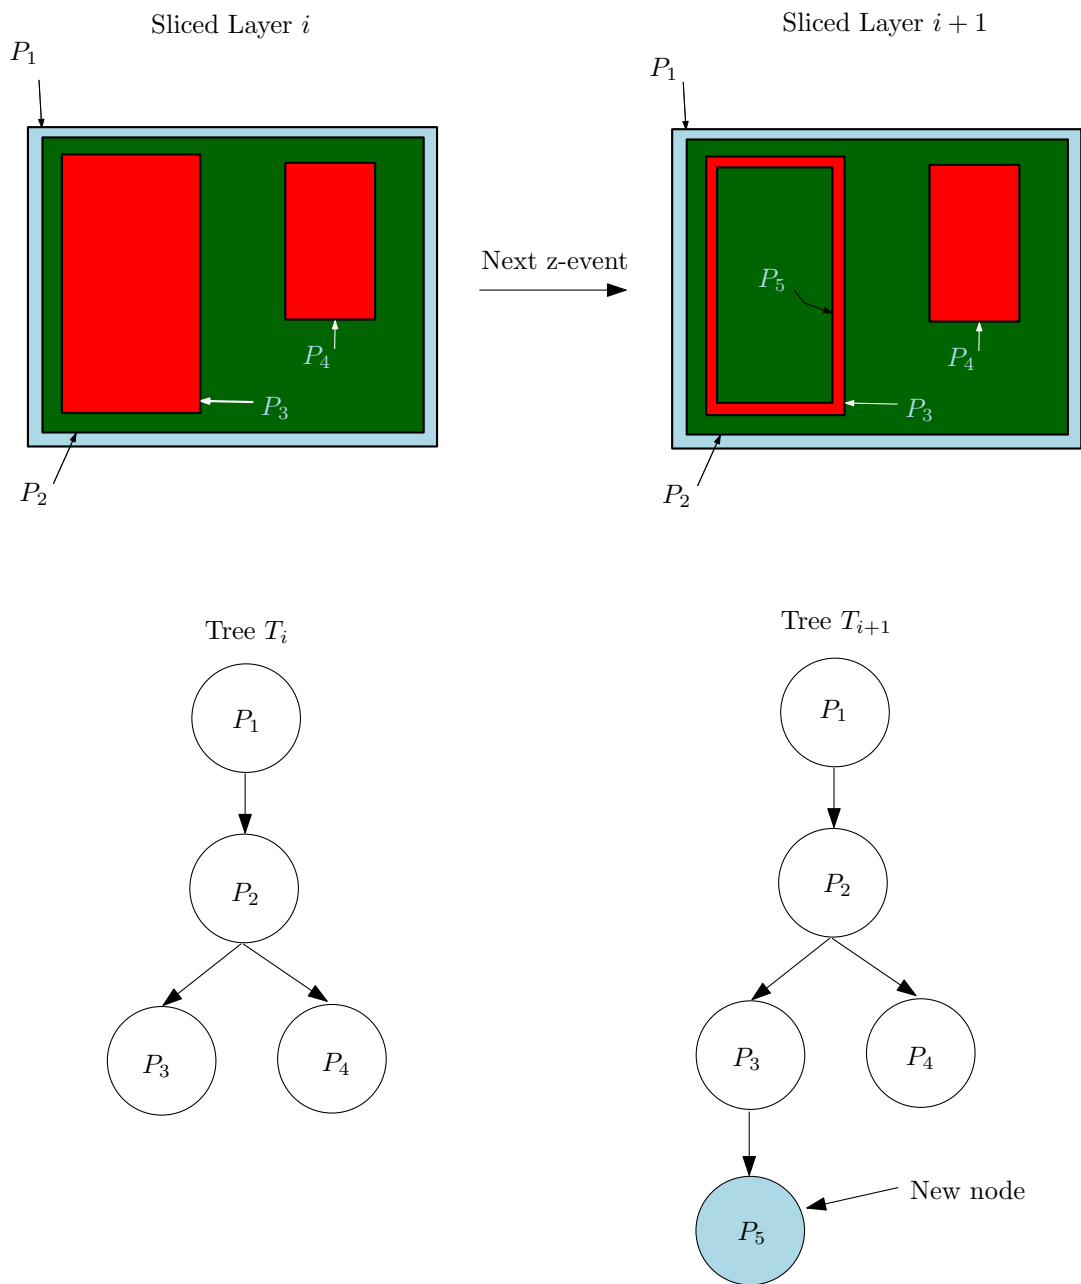 Sliced Layer i
Sliced Layer i + 1
P₁
P₁
Next z-event
P₅
P₄
P₄
P₃
P₃
P₂
P₂
Tree Tᵢ
Tree Tᵢ₊₁
P₁
P₁
P₂
P₂
P₃
P₄
P₃
P₄
New node
P₅